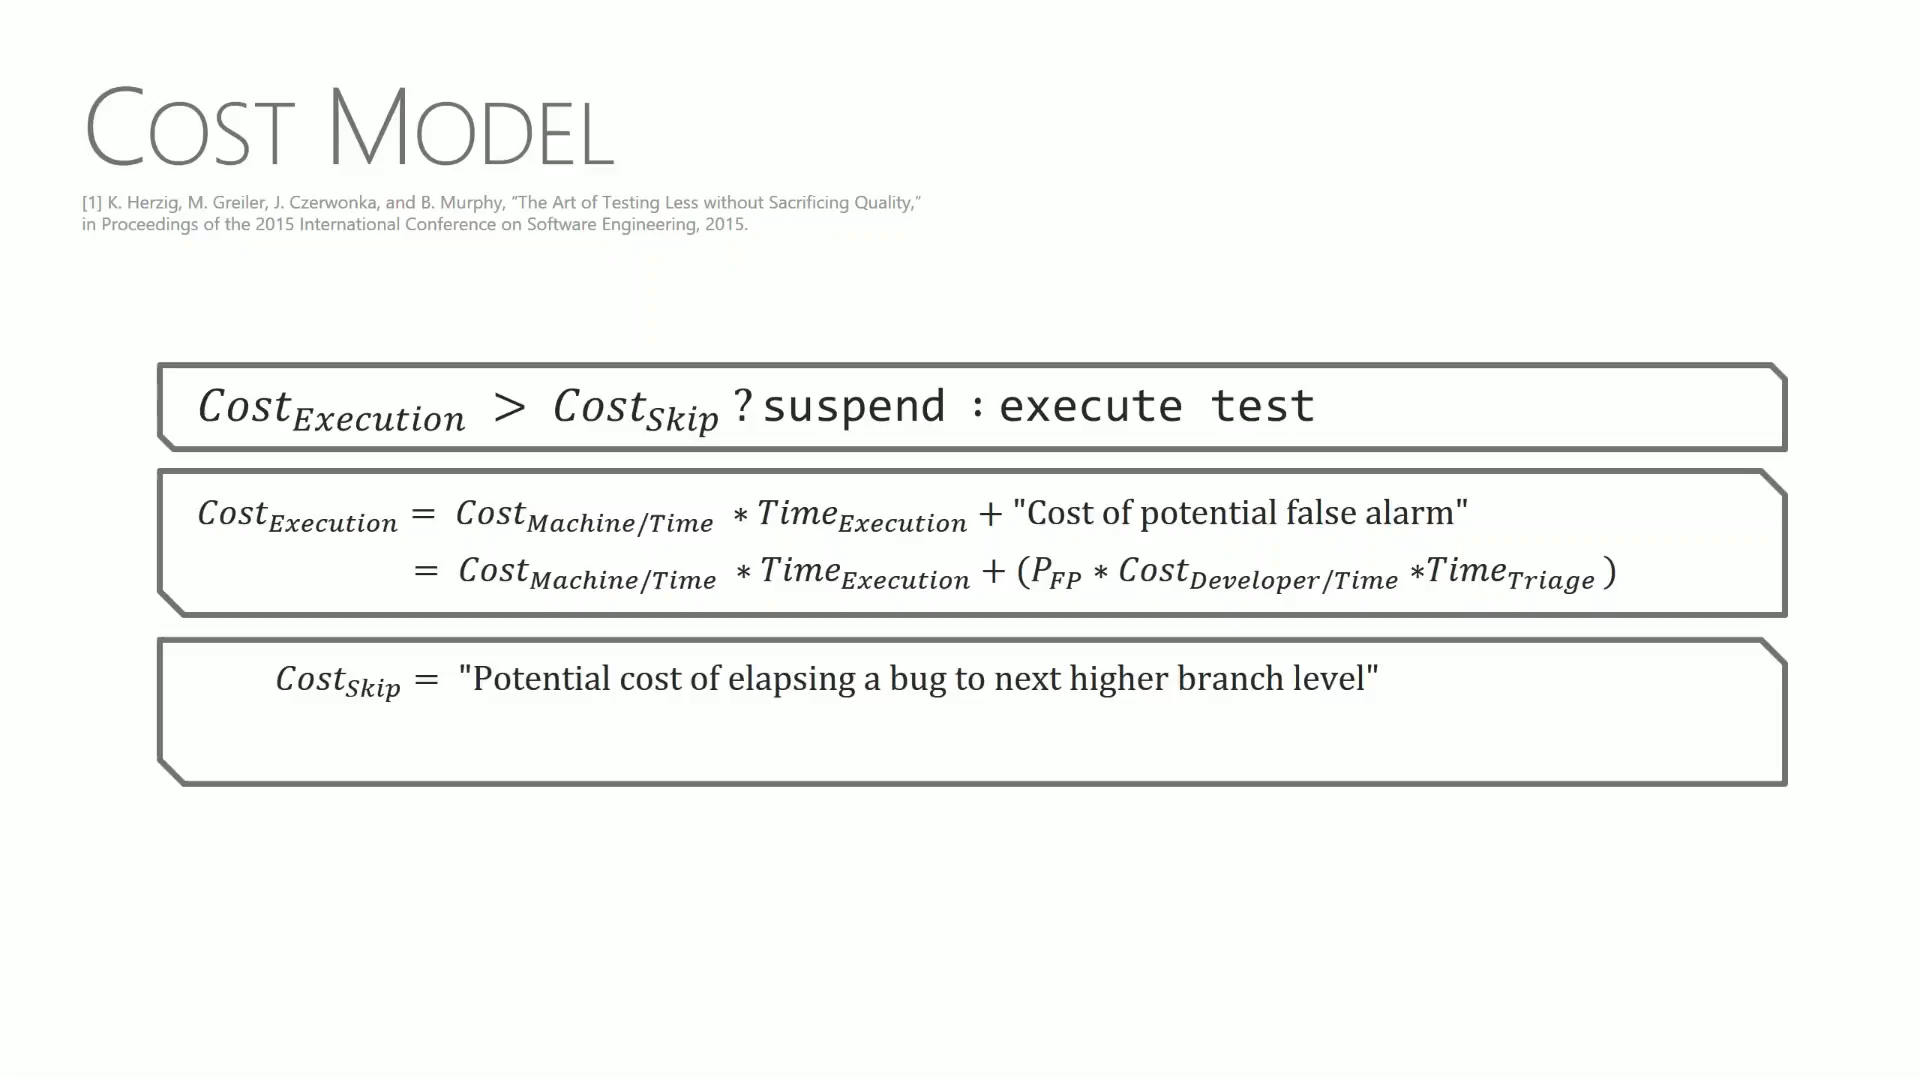 COST MODEL
[1] K. Herzig, M. Greiler, J. Czerwonka, and B. Murphy, “The Art of Testing Less without Sacrificing Quality,”
in Proceedings of the 2015 International Conference on Software Engineering, 2015.
Cost_Execution > Cost_Skip ? suspend : execute test
Cost_Execution = Cost_Machine/Time ∗ Time_Execution + "Cost of potential false alarm"
= Cost_Machine/Time ∗ Time_Execution + (P_FP ∗ Cost_Developer/Time ∗Time_Triage )
Cost_Skip = "Potential cost of elapsing a bug to next higher branch level"